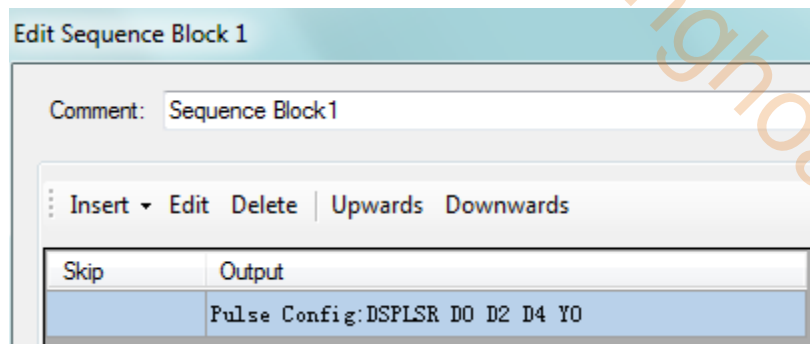 Edit Sequence Block 1
Comment: Sequence Block1
Insert Edit Delete Upwards Downwards
Skip Output
Pulse Config:DSPLSR D0 D2 D4 Y0